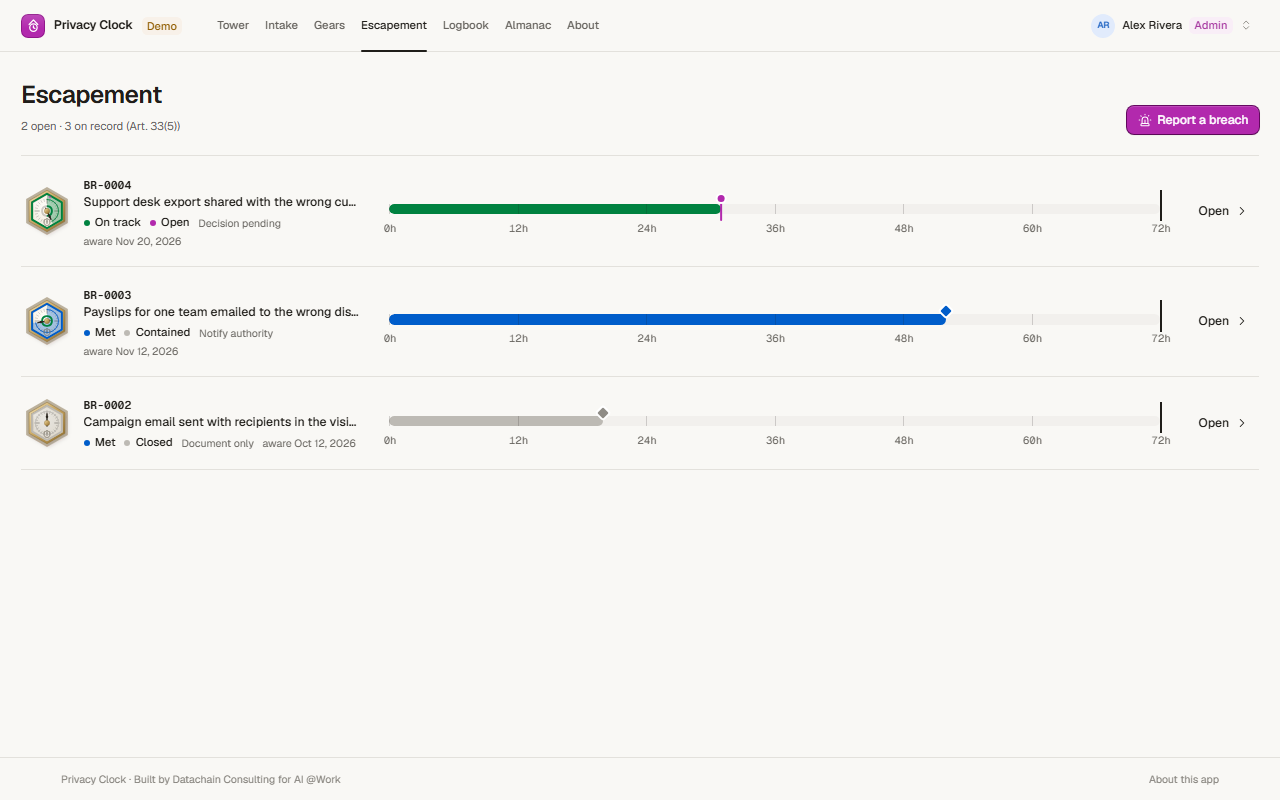 Privacy Clock Demo Tower Intake Gears Escapement Logbook Almanac About AR Alex Rivera Admin
Escapement
2 open · 3 on record (Art. 33(5))
Report a breach
BR-0004
Support desk export shared with the wrong cu…
On track Open Decision pending
aware Nov 20, 2026
0h 12h 24h 36h 48h 60h 72h
Open
BR-0003
Payslips for one team emailed to the wrong dis…
Met Contained Notify authority
aware Nov 12, 2026
0h 12h 24h 36h 48h 60h 72h
Open
BR-0002
Campaign email sent with recipients in the visi…
Met Closed Document only aware Oct 12, 2026
0h 12h 24h 36h 48h 60h 72h
Open
Privacy Clock · Built by Datachain Consulting for AI @Work About this app